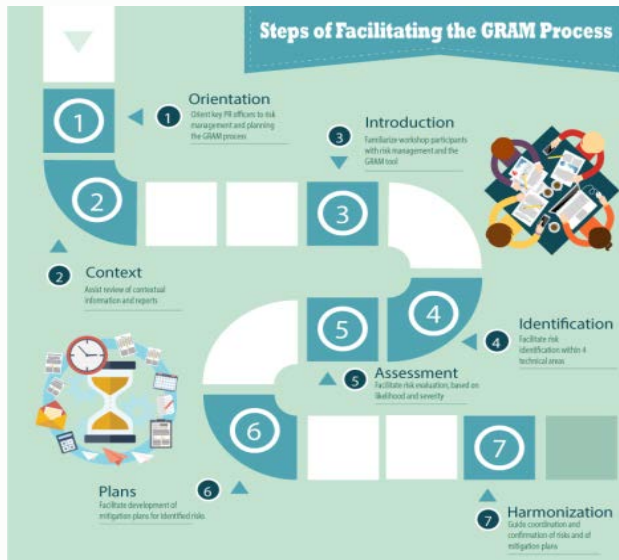 Steps of Facilitating the GRAM Process
1
1
Orientation
Orient key PR officers to risk
management and planning
the GRAM process
2
2
Context
Assist review of contextual
information and reports
3
Introduction
Familiarize workshop participants
with risk management and the
GRAM tool
3
4
4
Identification
Facilitate risk
identification within 4
technical areas
5
5
Assessment
Facilitate risk evaluation, based on
likelihood and severity
6
6
Plans
Facilitate development of
mitigation plans for identified risks.
7
7
Harmonization
Guide coordination and
confirmation of risks and of
mitigation plans